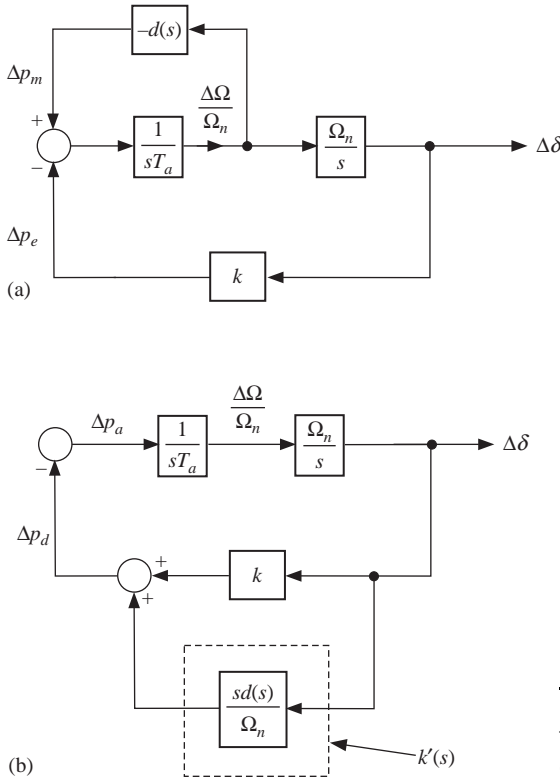 –d(s)
Δp_m
ΔΩ
Ω_n
+
1
sT_a
Ω_n
s
Δδ
–
Δp_e
k
(a)
ΔΩ
Ω_n
Δp_a
1
sT_a
Ω_n
s
Δδ
–
Δp_d
+
k
+
sd(s)
Ω_n
k′(s)
(b)